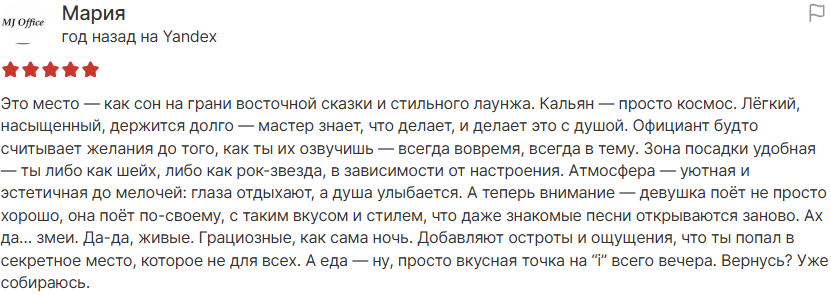 MJ Office
Мария
год назад на Yandex
Это место — как сон на грани восточной сказки и стильного лаунжа. Кальян — просто космос. Лёгкий,
насыщенный, держится долго — мастер знает, что делает, и делает это с душой. Официант будто
считывает желания до того, как ты их озвучишь — всегда вовремя, всегда в тему. Зона посадки удобная
— ты либо как шейх, либо как рок-звезда, в зависимости от настроения. Атмосфера — уютная и
эстетичная до мелочей: глаза отдыхают, а душа улыбается. А теперь внимание — девушка поёт не просто
хорошо, она поёт по-своему, с таким вкусом и стилем, что даже знакомые песни открываются заново. Ах
да... змеи. Да-да, живые. Грациозные, как сама ночь. Добавляют остроты и ощущения, что ты попал в
секретное место, которое не для всех. А еда — ну, просто вкусная точка на “i” всего вечера. Вернусь? Уже
собираюсь.